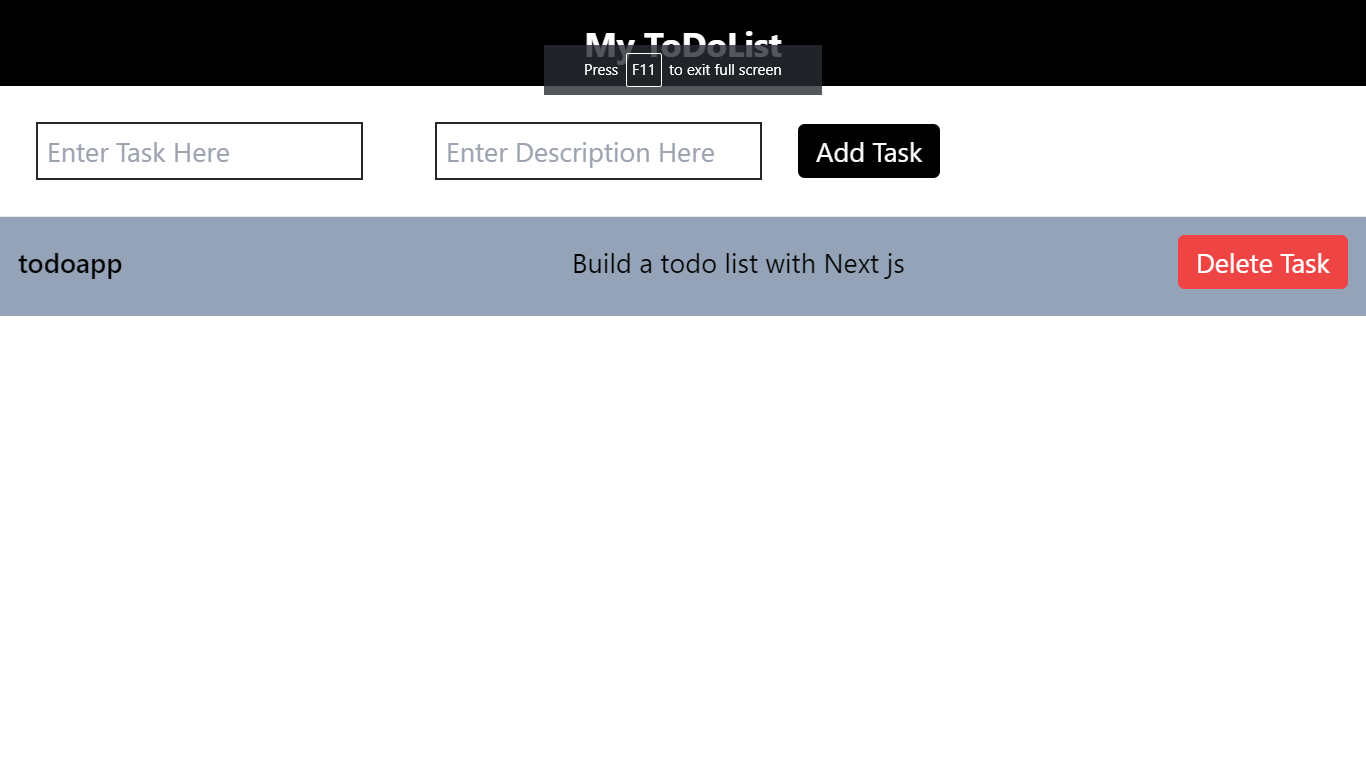 My ToDoList
Press F11 to exit full screen
Enter Task Here
Enter Description Here
Add Task
todoapp
Build a todo list with Next js
Delete Task